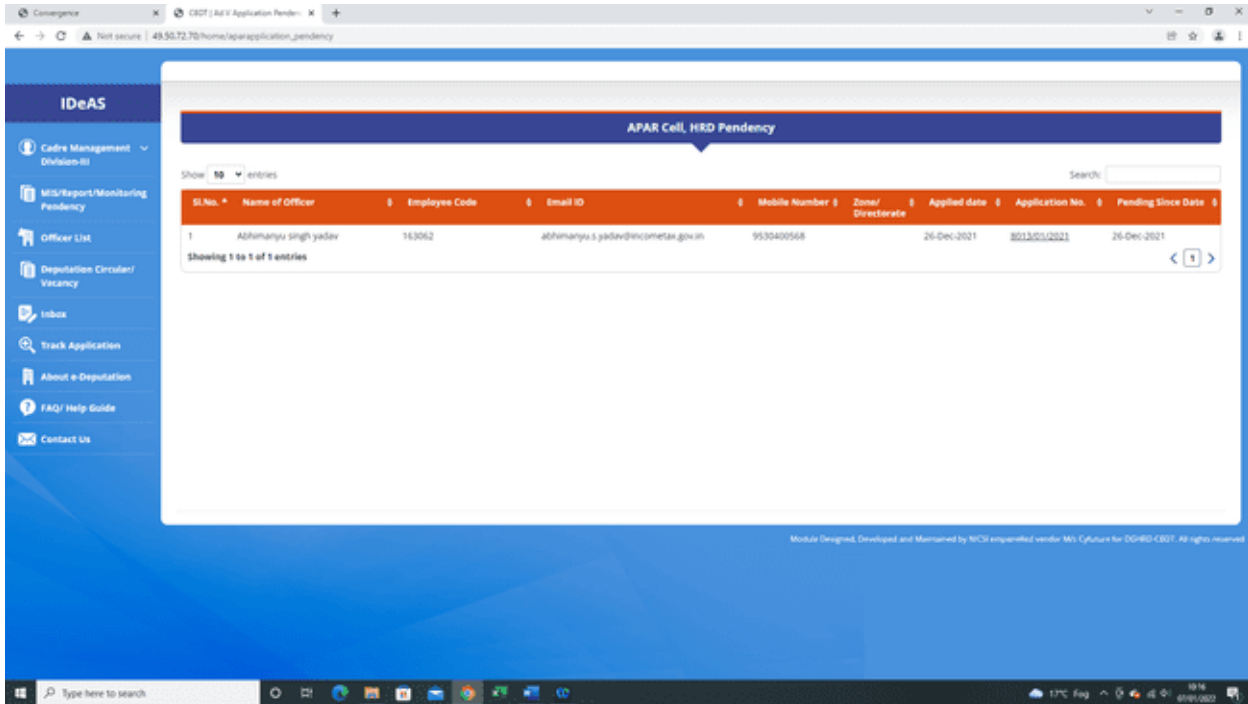 Convergence
CBDT | Ad V Application Penden
Not secure | 49.50.72.70/home/aparapplication_pendency
IDeAS
APAR Cell, HRD Pendency
Cadre Management
Division-III
MIS/Report/Monitoring
Pendency
Officer List
Deputation Circular/
Vacancy
Inbox
Track Application
About e-Deputation
FAQ/ Help Guide
Contact Us
Show 10 entries
Search:
Sl.No. Name of Officer Employee Code Email ID Mobile Number Zone/ Directorate Applied date Application No. Pending Since Date
1 Abhimanyu singh yadav 163062 abhimanyu.s.yadav@incometax.gov.in 9530400568 26-Dec-2021 8013/01/2021 26-Dec-2021
Showing 1 to 1 of 1 entries
1
Module Designed, Developed and Maintained by NICSI empanelled vendor M/s Cyfuture for DGHRD-CBDT. All rights reserved
Type here to search
17°C Fog
10:16
07/01/2022